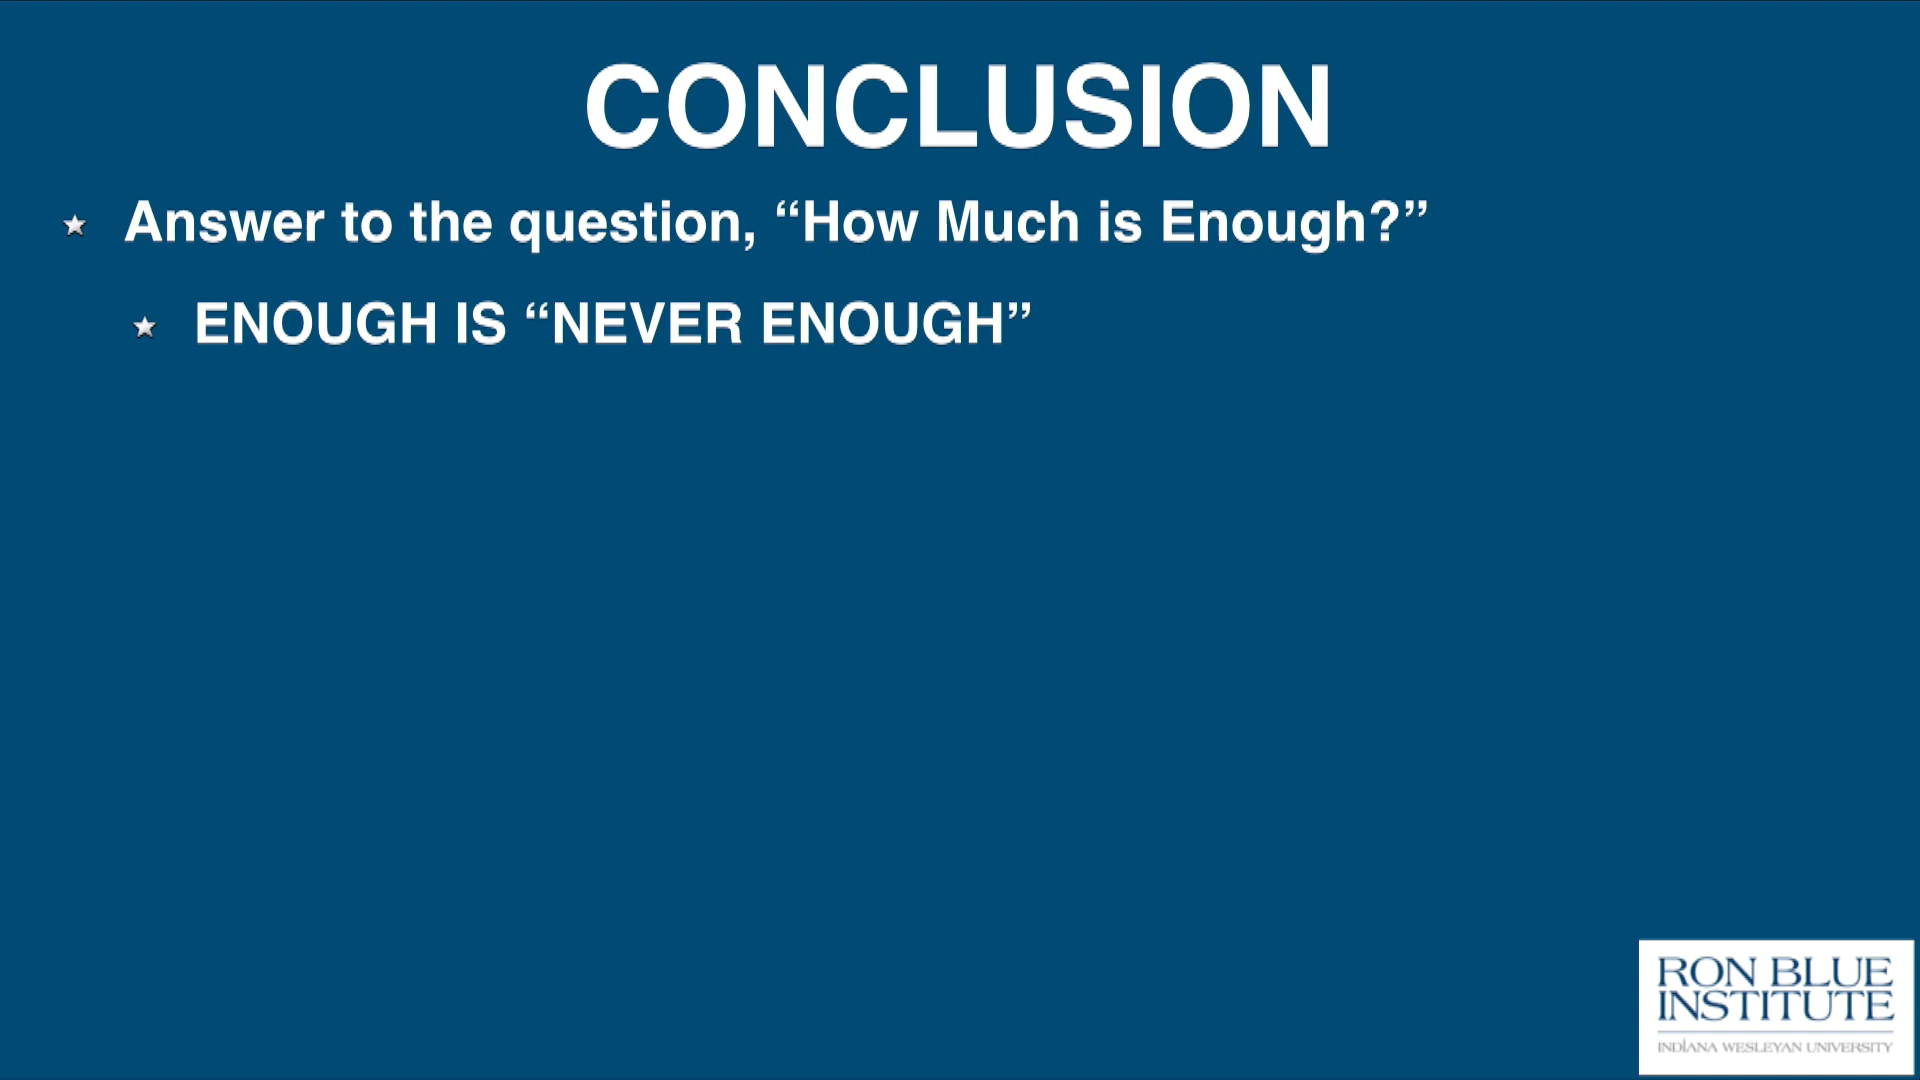 CONCLUSION
Answer to the question, “How Much is Enough?”
ENOUGH IS “NEVER ENOUGH”
RON BLUE
INSTITUTE
INDIANA WESLEYAN UNIVERSITY